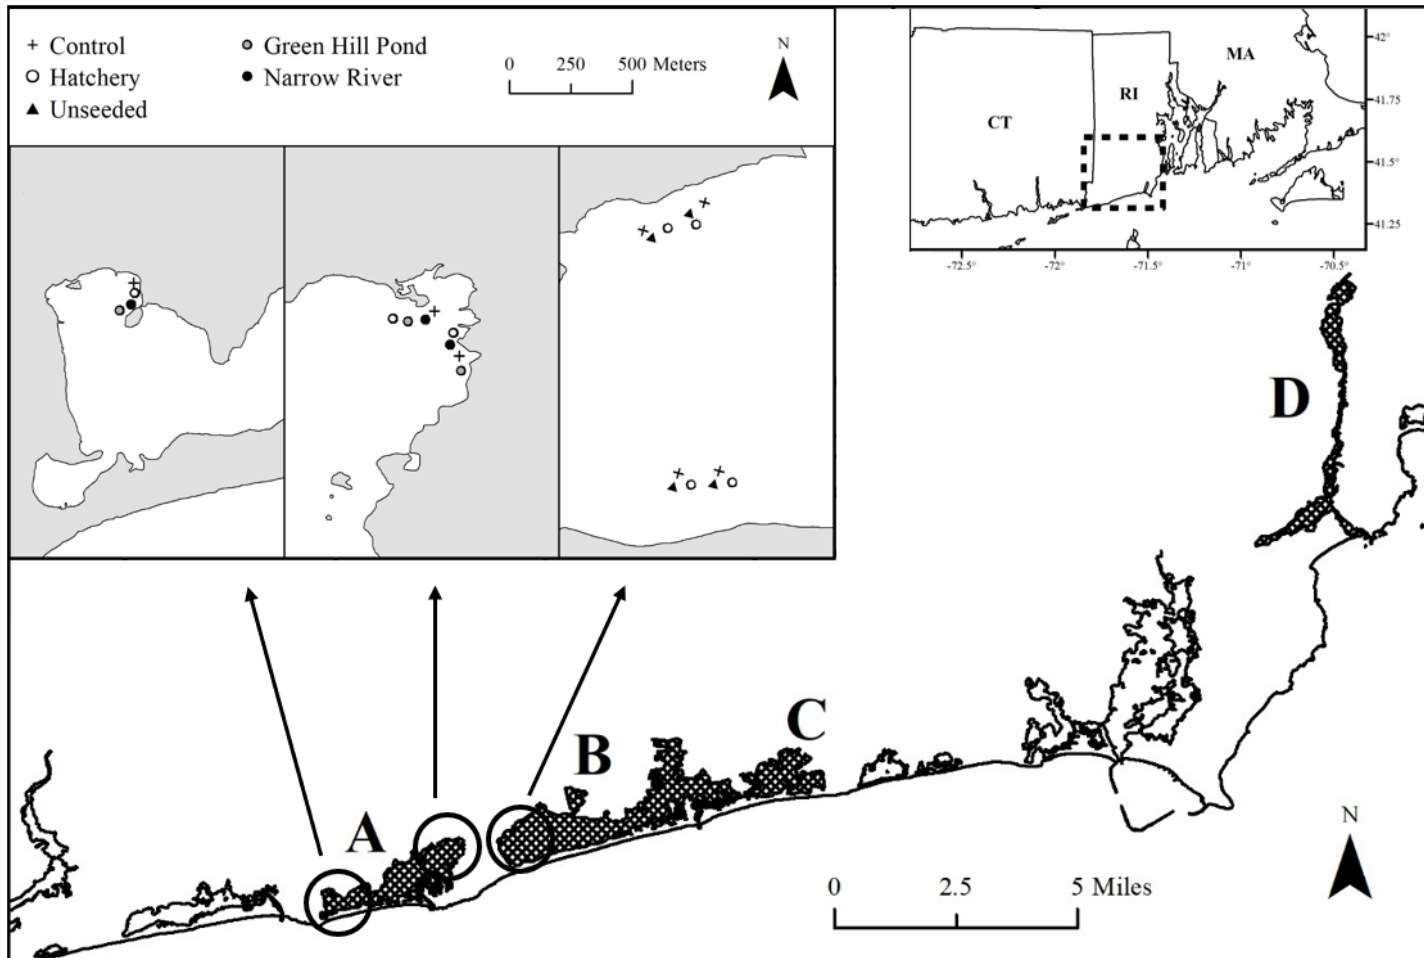 + Control
Hatchery
Unseeded
Green Hill Pond
Narrow River
0 250 500 Meters
N
CT
RI
MA
42°
41.75
41.5°
41.25
-72.5° -72° -71.5° -71° -70.5°
D
C
B
A
N
0 2.5 5 Miles